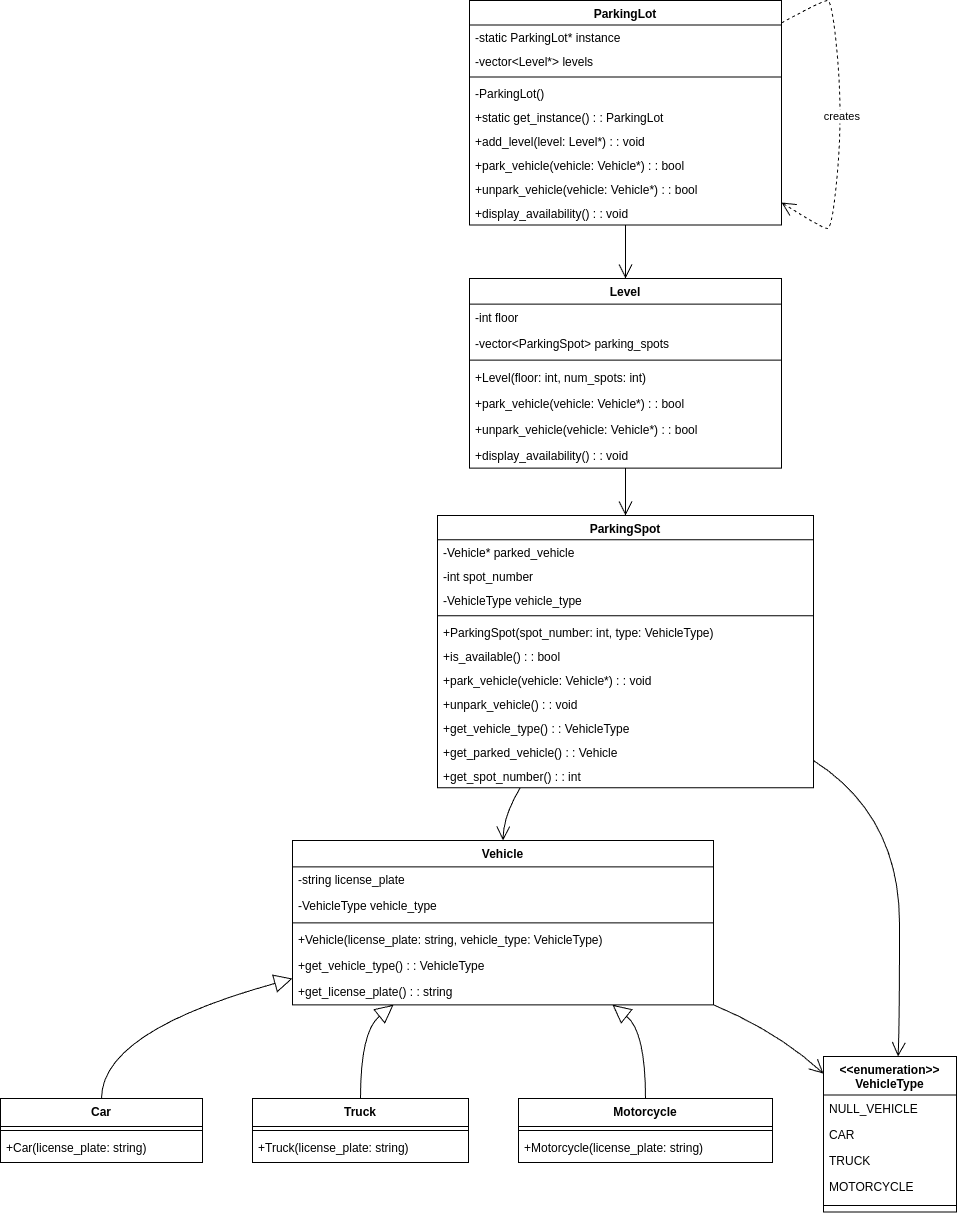 ParkingLot
-static ParkingLot* instance
-vector<Level*> levels
-ParkingLot()
+static get_instance() : : ParkingLot
+add_level(level: Level*) : : void
+park_vehicle(vehicle: Vehicle*) : : bool
+unpark_vehicle(vehicle: Vehicle*) : : bool
+display_availability() : : void
creates
Level
-int floor
-vector<ParkingSpot> parking_spots
+Level(floor: int, num_spots: int)
+park_vehicle(vehicle: Vehicle*) : : bool
+unpark_vehicle(vehicle: Vehicle*) : : bool
+display_availability() : : void
ParkingSpot
-Vehicle* parked_vehicle
-int spot_number
-VehicleType vehicle_type
+ParkingSpot(spot_number: int, type: VehicleType)
+is_available() : : bool
+park_vehicle(vehicle: Vehicle*) : : void
+unpark_vehicle() : : void
+get_vehicle_type() : : VehicleType
+get_parked_vehicle() : : Vehicle
+get_spot_number() : : int
Vehicle
-string license_plate
-VehicleType vehicle_type
+Vehicle(license_plate: string, vehicle_type: VehicleType)
+get_vehicle_type() : : VehicleType
+get_license_plate() : : string
Car
+Car(license_plate: string)
Truck
+Truck(license_plate: string)
Motorcycle
+Motorcycle(license_plate: string)
<<enumeration>>
VehicleType
NULL_VEHICLE
CAR
TRUCK
MOTORCYCLE